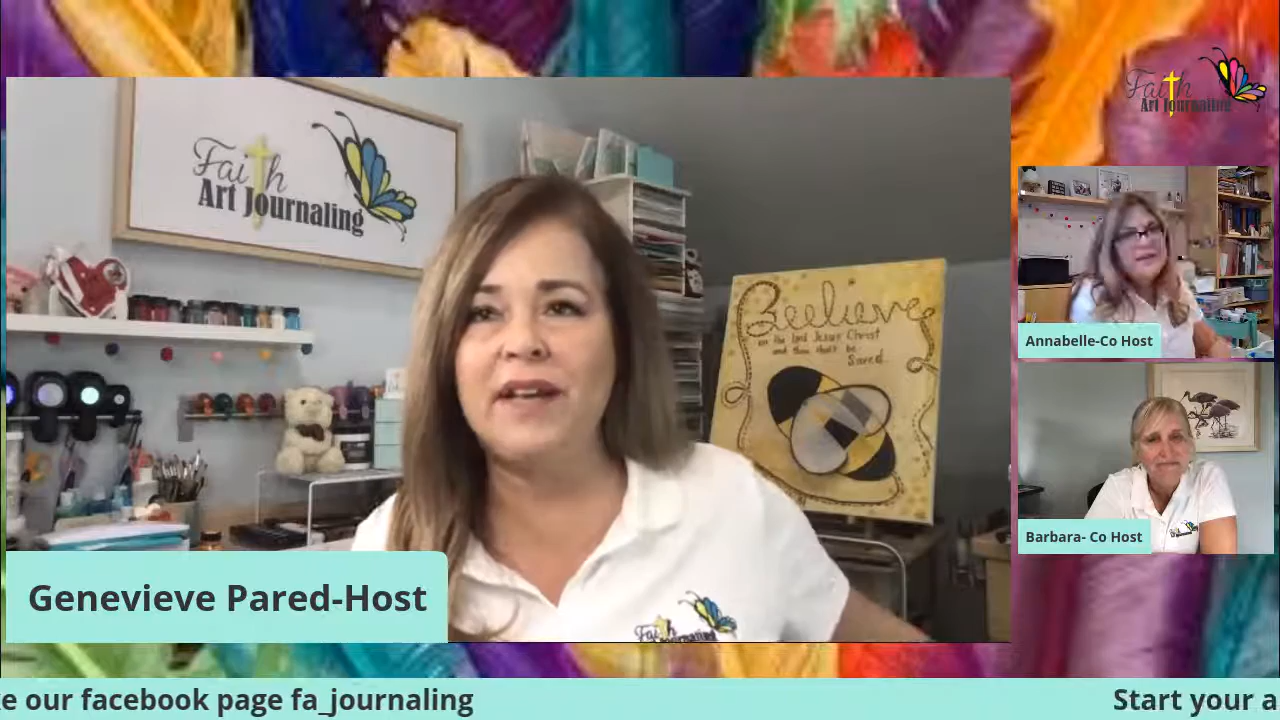 Faith
Art Journaling
Faith
Art Journaling
Beelieve
on the Lord Jesus Christ
and thou shalt be
Saved
Annabelle-Co Host
Barbara- Co Host
Genevieve Pared-Host
Faith
e our facebook page fa_journaling
Start your a